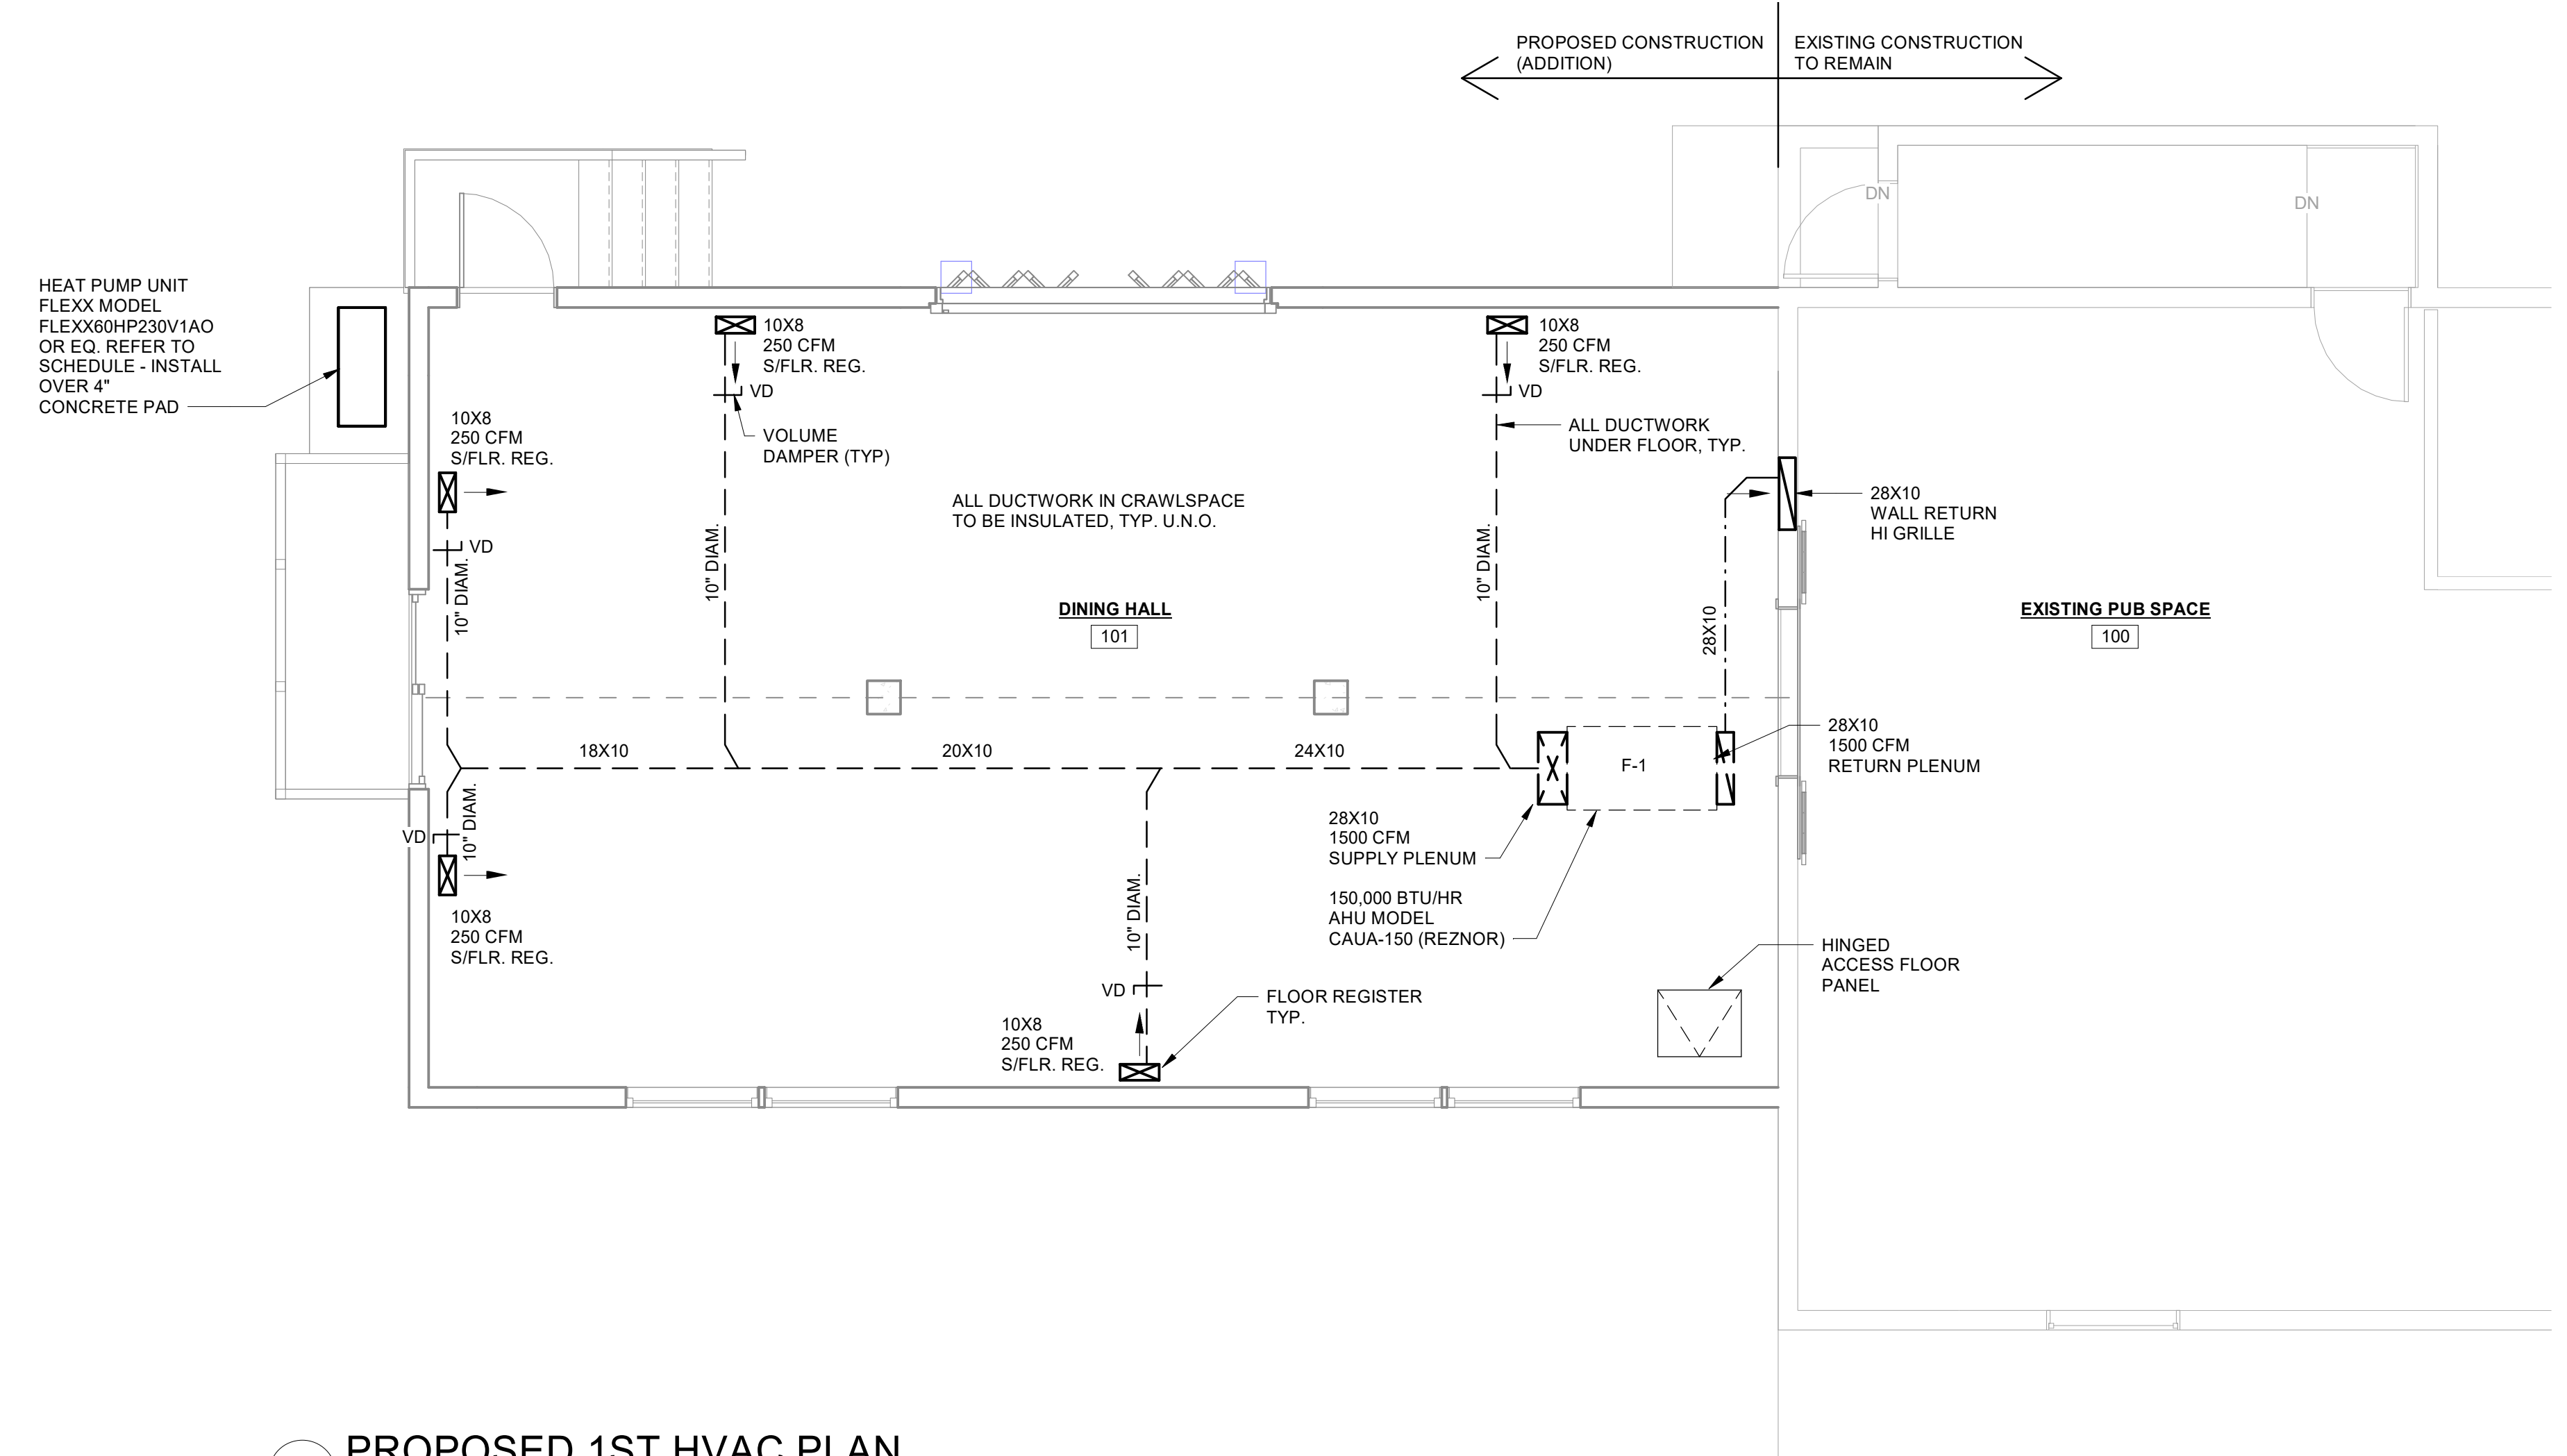 PROPOSED CONSTRUCTION
(ADDITION)
EXISTING CONSTRUCTION
TO REMAIN
DN
DN
HEAT PUMP UNIT
FLEXX MODEL
FLEXX60HP230V1AO
OR EQ. REFER TO
SCHEDULE - INSTALL
OVER 4"
CONCRETE PAD
10X8
250 CFM
S/FLR. REG.
VD
VOLUME
DAMPER (TYP)
10X8
250 CFM
S/FLR. REG.
VD
ALL DUCTWORK
UNDER FLOOR, TYP.
10X8
250 CFM
S/FLR. REG.
VD
10" DIAM.
10" DIAM.
ALL DUCTWORK IN CRAWLSPACE
TO BE INSULATED, TYP. U.N.O.
10" DIAM.
28X10
WALL RETURN
HI GRILLE
28X10
DINING HALL
101
EXISTING PUB SPACE
100
18X10
20X10
24X10
F-1
28X10
1500 CFM
RETURN PLENUM
VD
10" DIAM.
28X10
1500 CFM
SUPPLY PLENUM
10X8
250 CFM
S/FLR. REG.
10" DIAM.
150,000 BTU/HR
AHU MODEL
CAUA-150 (REZNOR)
HINGED
ACCESS FLOOR
PANEL
VD
FLOOR REGISTER
TYP.
10X8
250 CFM
S/FLR. REG.
PROPOSED 1ST HVAC PLAN